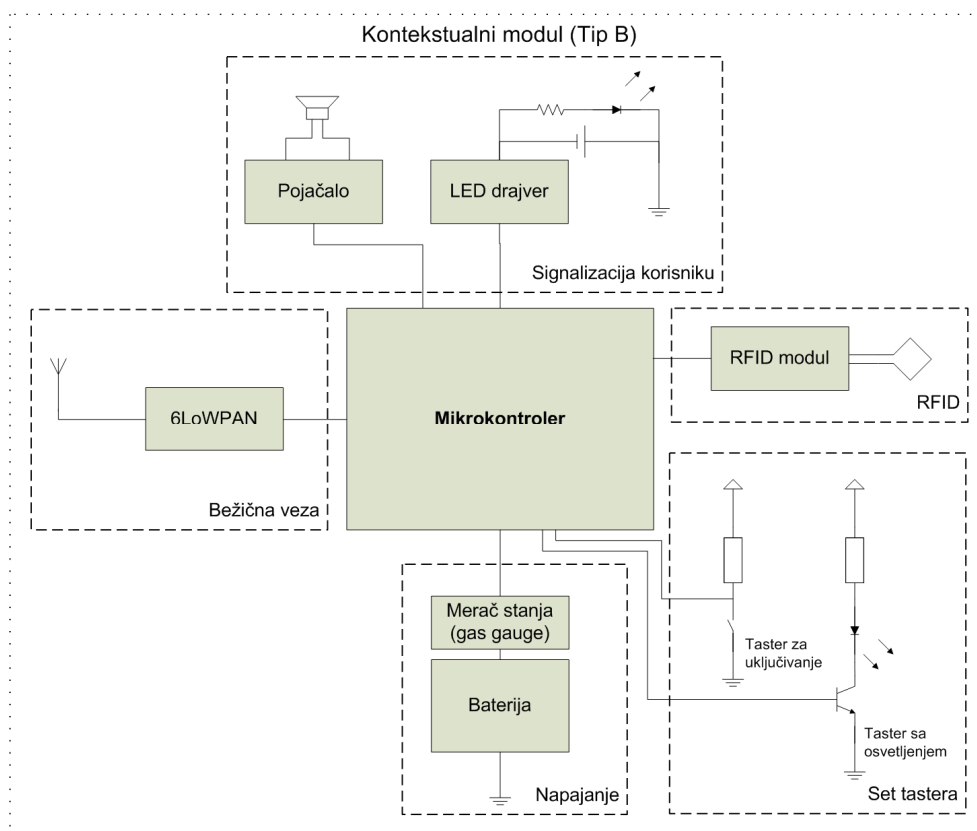 Kontekstualni modul (Tip B)
Pojačalo
LED drajver
Signalizacija korisniku
RFID modul
RFID
6LoWPAN
Mikrokontroler
Bežična veza
Merač stanja
(gas gauge)
Baterija
Napajanje
Taster za
uključivanje
Taster sa
osvetljenjem
Set tastera